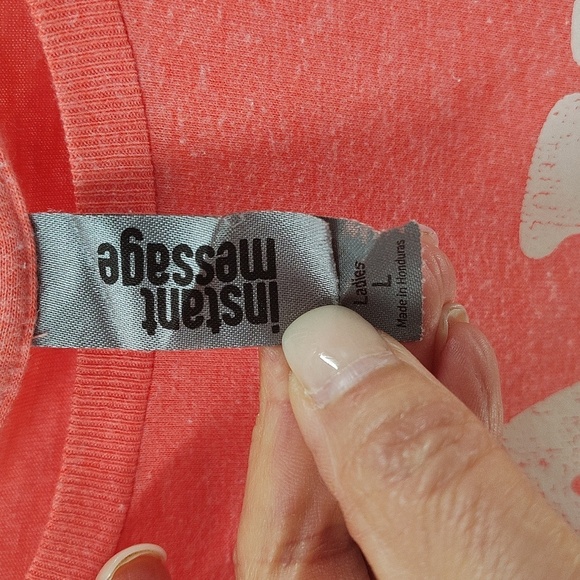 instant
message
Ladies
L
Made in Honduras